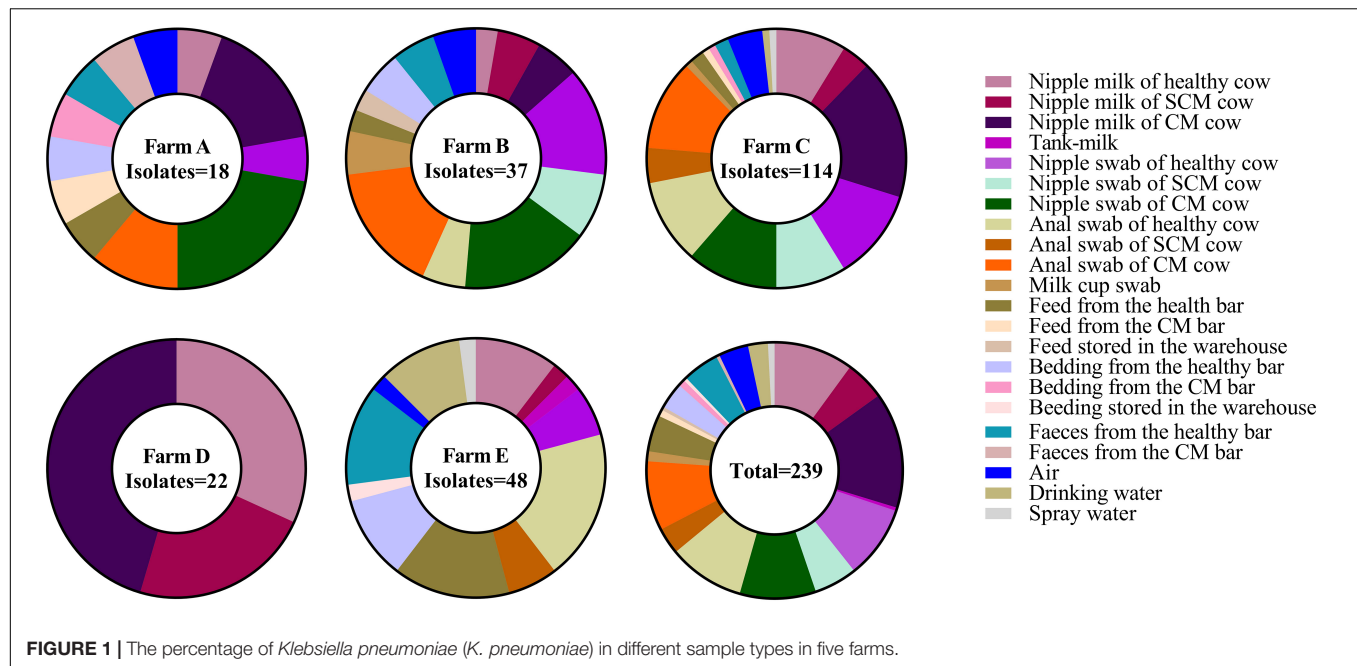 Farm A
Isolates=18
Farm B
Isolates=37
Farm C
Isolates=114
Farm D
Isolates=22
Farm E
Isolates=48
Total=239
Nipple milk of healthy cow
Nipple milk of SCM cow
Nipple milk of CM cow
Tank-milk
Nipple swab of healthy cow
Nipple swab of SCM cow
Nipple swab of CM cow
Anal swab of healthy cow
Anal swab of SCM cow
Anal swab of CM cow
Milk cup swab
Feed from the health bar
Feed from the CM bar
Feed stored in the warehouse
Bedding from the healthy bar
Bedding from the CM bar
Beeding stored in the warehouse
Faeces from the healthy bar
Faeces from the CM bar
Air
Drinking water
Spray water
FIGURE 1 | The percentage of Klebsiella pneumoniae (K. pneumoniae) in different sample types in five farms.